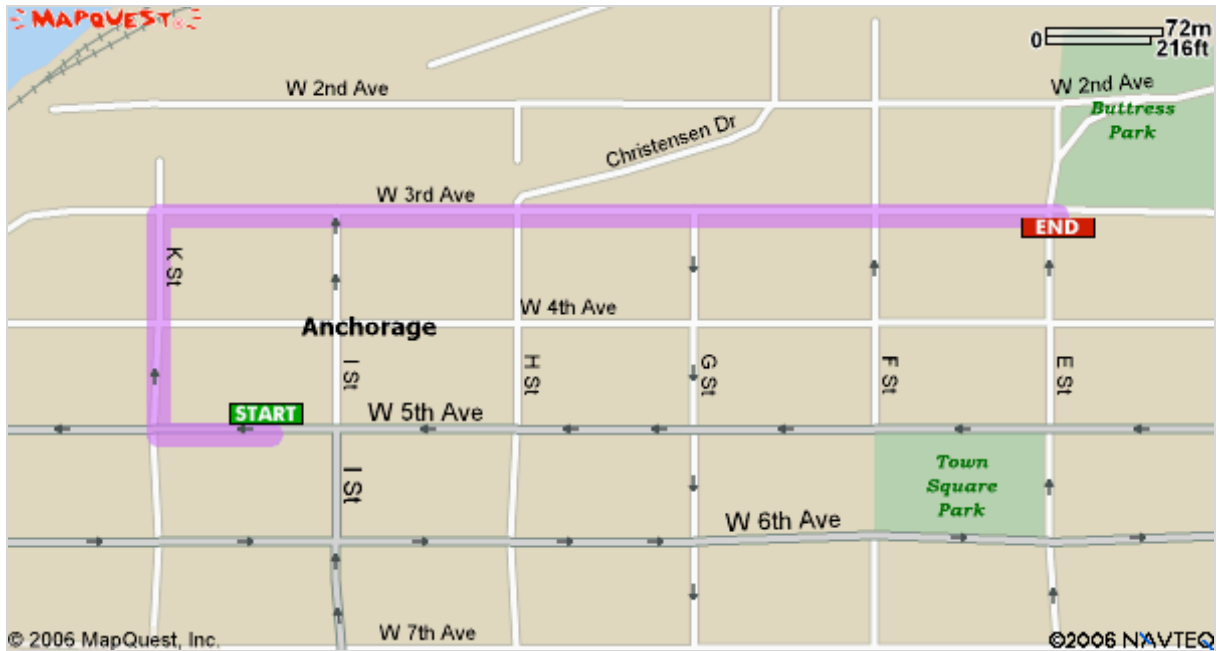 MAPQUEST
0 72m
216ft
W 2nd Ave
W 2nd Ave
Buttress
Park
Christensen Dr
W 3rd Ave
END
K St
W 4th Ave
Anchorage
I St
H St
G St
F St
E St
START
W 5th Ave
I St
Town
Square
Park
W 6th Ave
W 7th Ave
© 2006 MapQuest, Inc.
©2006 NAVTEQ